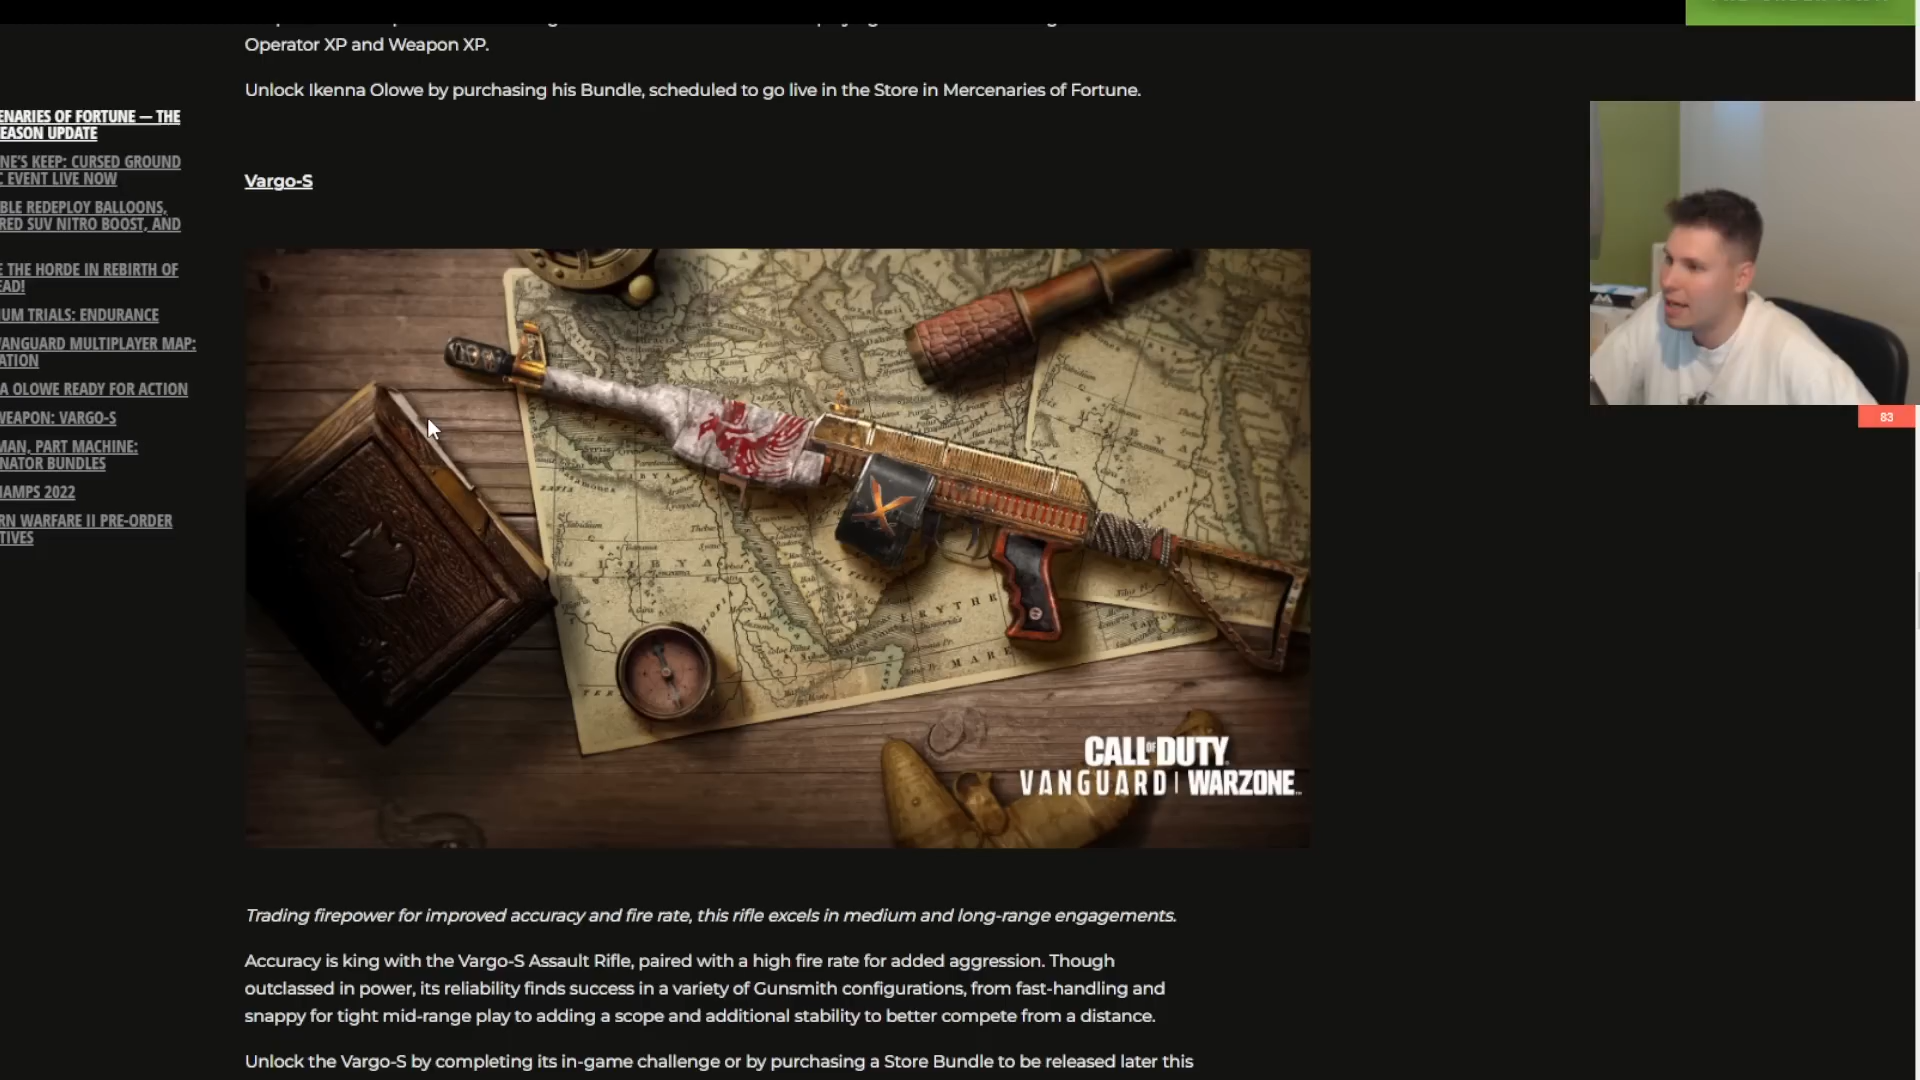 Operator XP and Weapon XP.
Unlock Ikenna Olowe by purchasing his Bundle, scheduled to go live in the Store in Mercenaries of Fortune.
ENARIES OF FORTUNE — THE
EASON UPDATE
NE'S KEEP: CURSED GROUND
C EVENT LIVE NOW
BLE REDEPLOY BALLOONS,
RED SUV NITRO BOOST, AND
E THE HORDE IN REBIRTH OF
EAD!
IUM TRIALS: ENDURANCE
VANGUARD MULTIPLAYER MAP:
ATION
A OLOWE READY FOR ACTION
WEAPON: VARGO-S
MAN, PART MACHINE:
NATOR BUNDLES
HAMPS 2022
RN WARFARE II PRE-ORDER
TIVES
Vargo-S
83
CALL OF DUTY
VANGUARD | WARZONE
Trading firepower for improved accuracy and fire rate, this rifle excels in medium and long-range engagements.
Accuracy is king with the Vargo-S Assault Rifle, paired with a high fire rate for added aggression. Though
outclassed in power, its reliability finds success in a variety of Gunsmith configurations, from fast-handling and
snappy for tight mid-range play to adding a scope and additional stability to better compete from a distance.
Unlock the Vargo-S by completing its in-game challenge or by purchasing a Store Bundle to be released later this